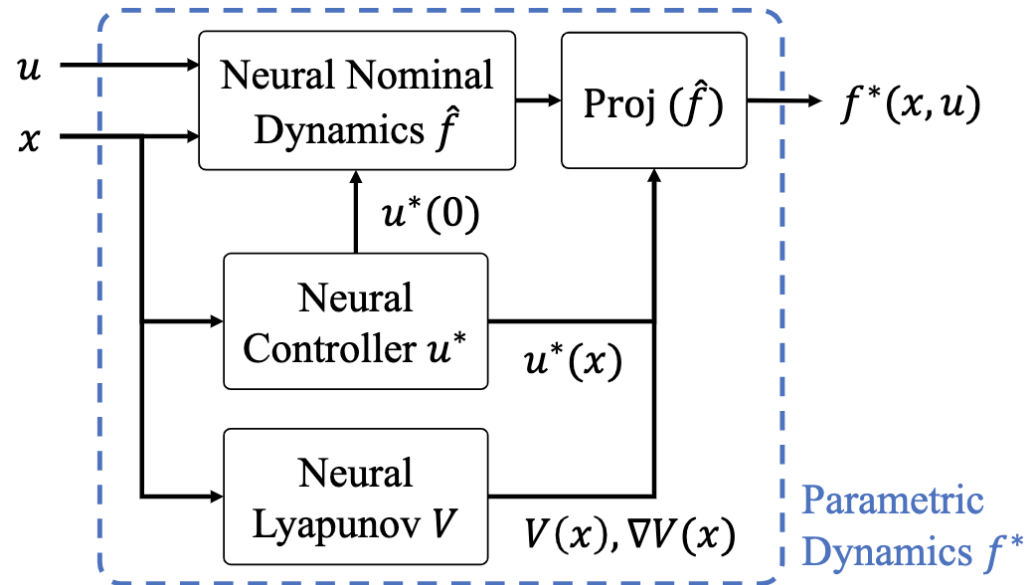 u
x
Neural Nominal
Dynamics f̂
Proj (f̂)
f*(x, u)
u*(0)
Neural
Controller u*
u*(x)
Neural
Lyapunov V
V(x), ∇V(x)
Parametric
Dynamics f*